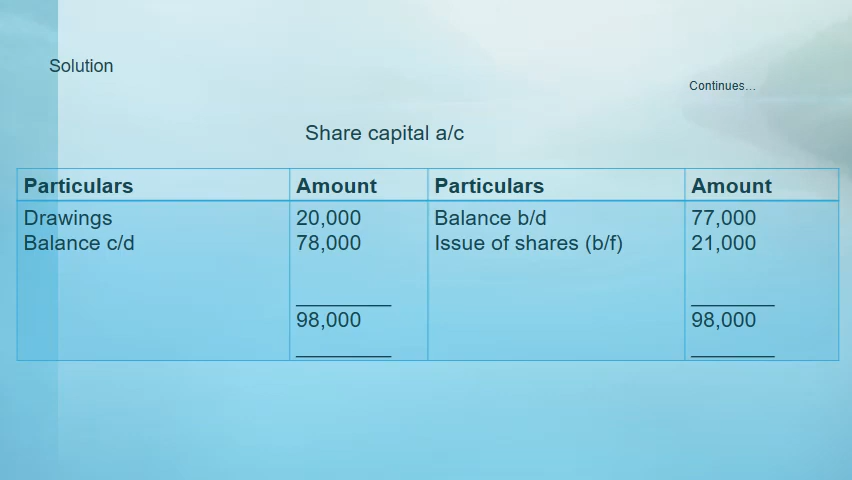 Solution
Continues...
Share capital a/c
Particulars Amount Particulars Amount
Drawings 20,000 Balance b/d 77,000
Balance c/d 78,000 Issue of shares (b/f) 21,000
98,000 98,000